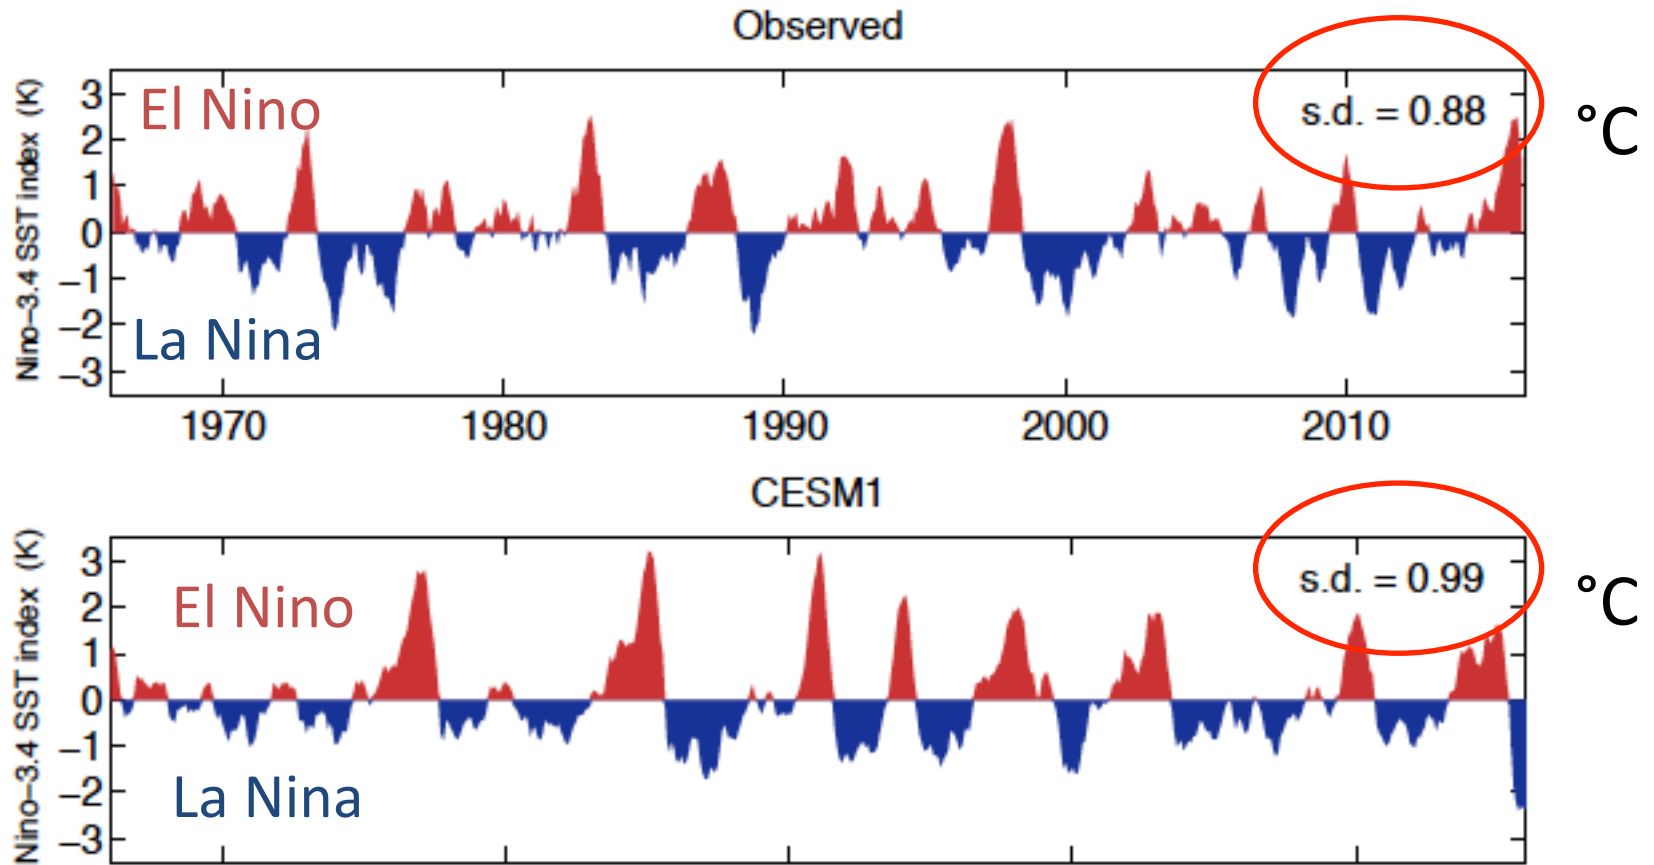 Observed
Nino–3.4 SST index (K)
3
2
1
0
−1
−2
−3
El Nino
La Nina
s.d. = 0.88
°C
1970 1980 1990 2000 2010
CESM1
Nino–3.4 SST index (K)
3
2
1
0
−1
−2
−3
El Nino
La Nina
s.d. = 0.99
°C